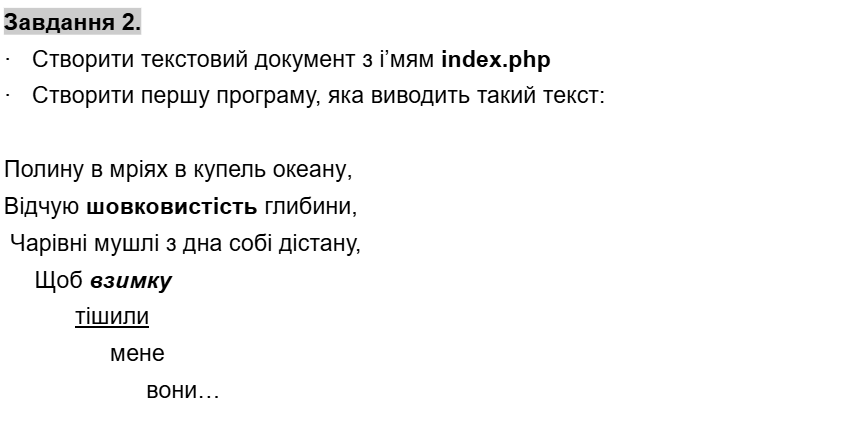 Завдання 2.
· Створити текстовий документ з і’мям index.php
· Створити першу програму, яка виводить такий текст:
Полину в мріях в купель океану,
Відчую шовковистість глибини,
Чарівні мушлі з дна собі дістану,
Щоб взимку
тішили
мене
вони…